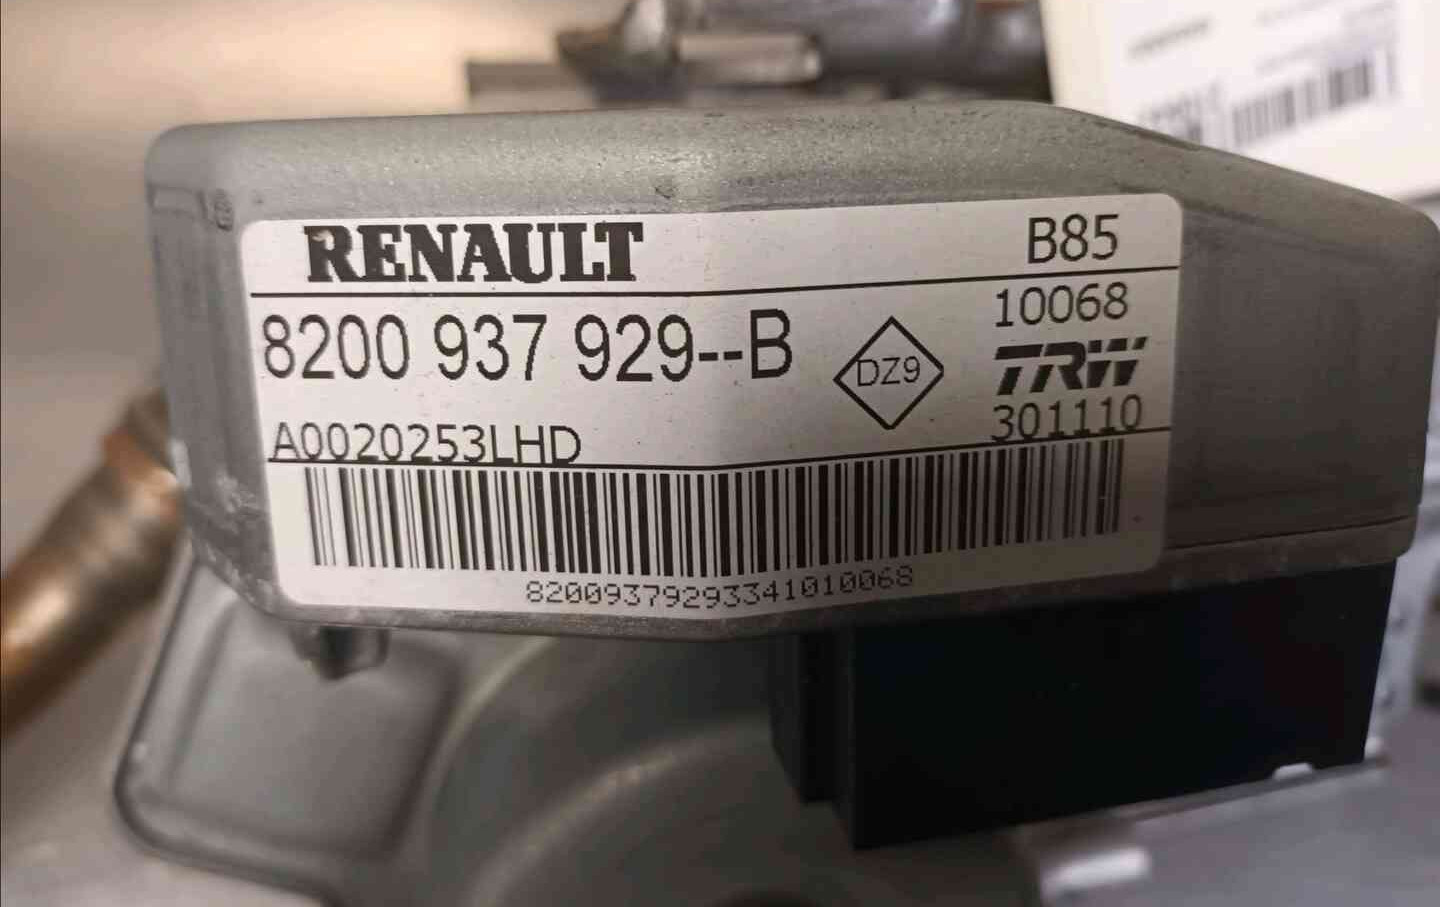 RENAULT
B85
8200 937 929--B
DZ9
10068
TRW
301110
A0020253LHD
82009379293341010068